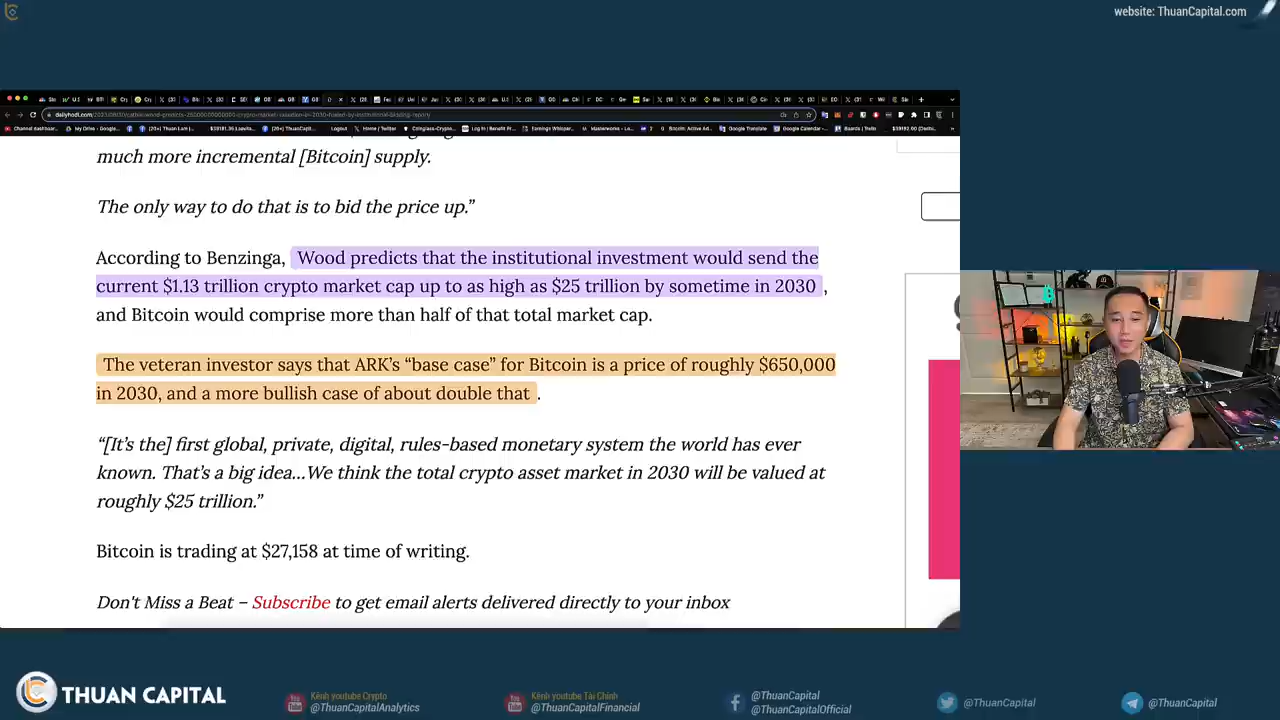 website: ThuanCapital.com
much more incremental [Bitcoin] supply.
The only way to do that is to bid the price up.”
According to Benzinga, Wood predicts that the institutional investment would send the
current $1.13 trillion crypto market cap up to as high as $25 trillion by sometime in 2030 ,
and Bitcoin would comprise more than half of that total market cap.
The veteran investor says that ARK’s “base case” for Bitcoin is a price of roughly $650,000
in 2030, and a more bullish case of about double that .
“[It’s the] first global, private, digital, rules-based monetary system the world has ever
known. That’s a big idea…We think the total crypto asset market in 2030 will be valued at
roughly $25 trillion.”
Bitcoin is trading at $27,158 at time of writing.
Don't Miss a Beat – Subscribe to get email alerts delivered directly to your inbox
THUAN CAPITAL
Kênh youtube Crypto
@ThuanCapitalAnalytics
Kênh youtube Tài Chính
@ThuanCapitalFinancial
@ThuanCapital
@ThuanCapitalOfficial
@ThuanCapital
@ThuanCapital